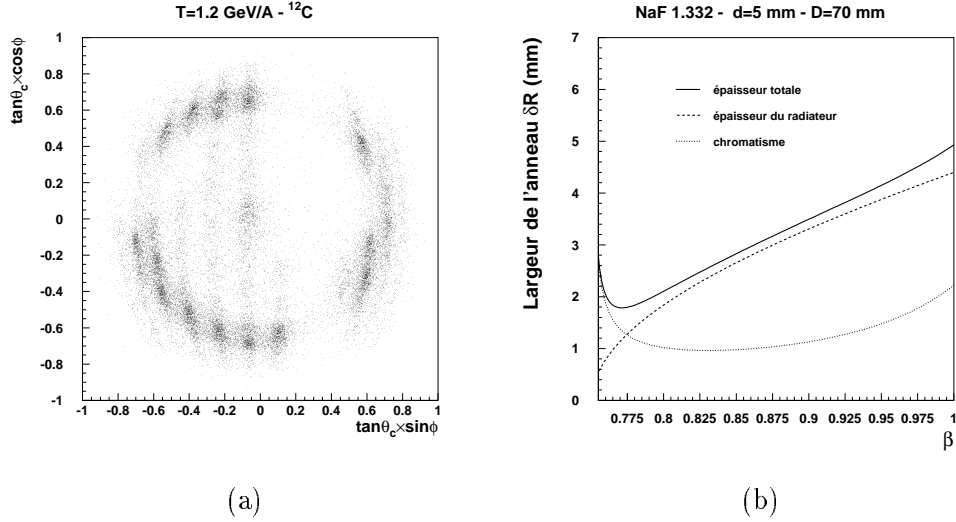 T=1.2 GeV/A - ¹²C
tanθc×cosϕ
1
0.8
0.6
0.4
0.2
0
-0.2
-0.4
-0.6
-0.8
-1
-1 -0.8 -0.6 -0.4 -0.2 0 0.2 0.4 0.6 0.8 1
tanθc×sinϕ
(a)
NaF 1.332 - d=5 mm - D=70 mm
Largeur de l'anneau δR (mm)
7
6
5
4
3
2
1
0
épaisseur totale
épaisseur du radiateur
chromatisme
0.775 0.8 0.825 0.85 0.875 0.9 0.925 0.95 0.975 1
β
(b)